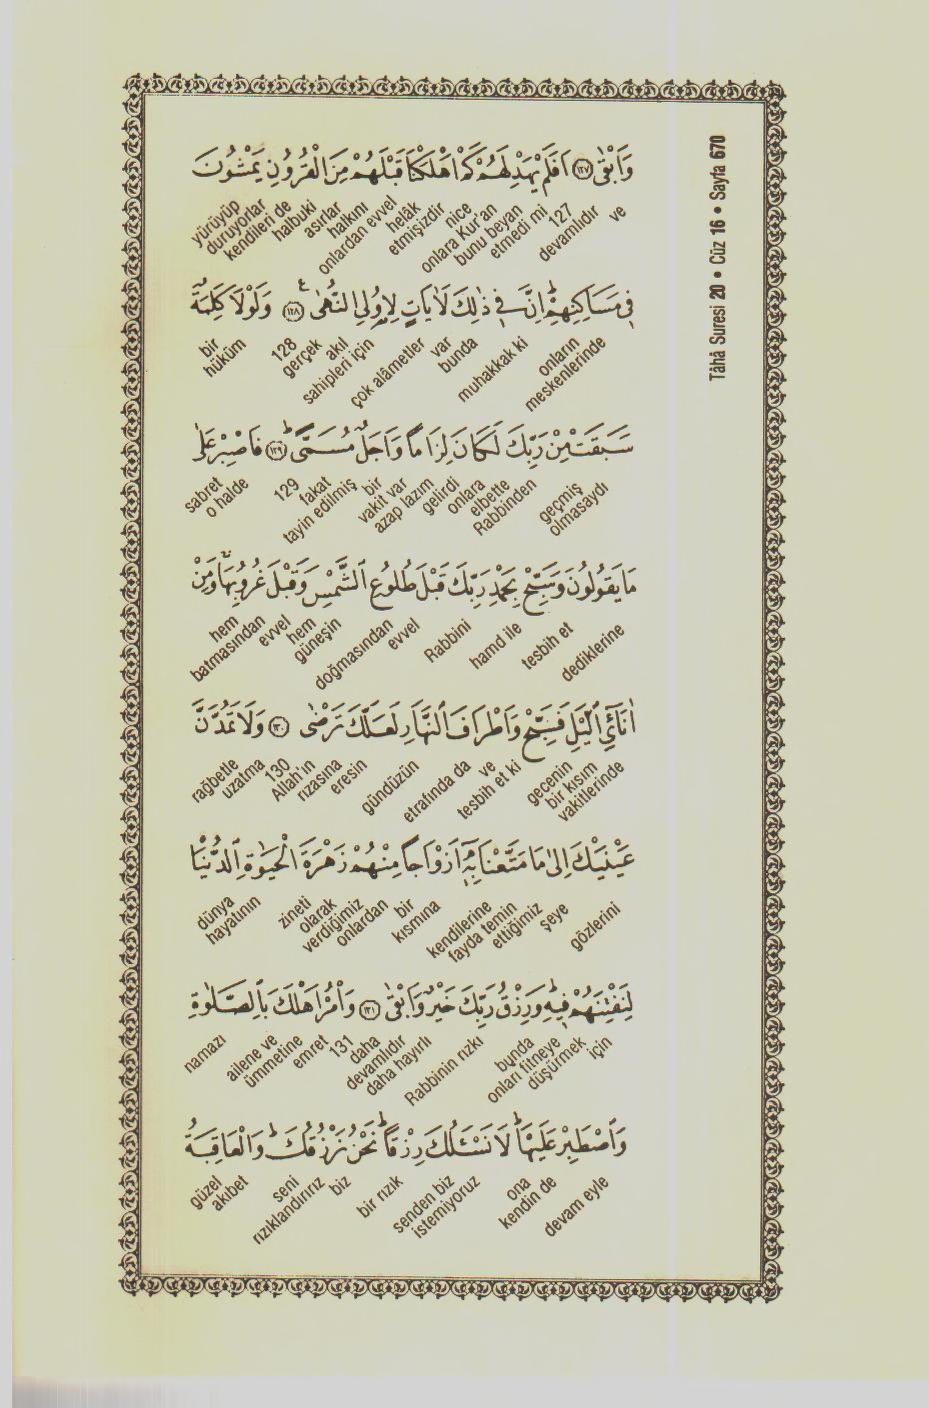 Tâhâ Suresi 20 • Cüz 16 • Sayfa 670
وَاَبْقٰى ﴿١٢٧﴾ اَفَلَمْ يَهْدِ لَهُمْ كَمْ اَهْلَكْنَا قَبْلَهُمْ مِنَ الْقُرُونِ يَمْشُونَ
ve devamlıdır 127 etmedi mi bunu beyan onlara Kur'an nice etmişizdir helâk onlardan evvel halkını asırlar halbuki kendileri de duruyorlar yürüyüp
فِى مَسَاكِنِهِمْ اِنَّ فِى ذٰلِكَ لَاٰيَاتٍ لِاُولِى النُّهٰى ﴿١٢٨﴾ وَلَوْلَا كَلِمَةٌ
onların meskenlerinde muhakkak ki bunda var çok alâmetler sahipleri için akıl gerçek 128 hüküm bir
سَبَقَتْ مِنْ رَبِّكَ لَكَانَ لِزَامًا وَاَجَلٌ مُسَمًّى ﴿١٢٩﴾ فَاصْبِرْ عَلٰى
geçmiş olmasaydı Rabbinden elbette onlara gelirdi azap lazım vakit var bir tayin edilmiş fakat 129 o halde sabret
مَا يَقُولُونَ وَسَبِّحْ بِحَمْدِ رَبِّكَ قَبْلَ طُلُوعِ الشَّمْسِ وَقَبْلَ غُرُوبِهَا وَمِنْ
dediklerine tesbih et hamd ile Rabbini evvel doğmasından güneşin hem evvel batmasından hem
اٰنَآئِ الَّيْلِ فَسَبِّحْ وَاَطْرَافَ النَّهَارِ لَعَلَّكَ تَرْضٰى ﴿١٣٠﴾ وَلَا تَمُدَّنَّ
gecenin bir kısım vakitlerinde tesbih et ki ve etrafında da gündüzün eresin rızasına Allah'ın 130 uzatma rağbetle
عَيْنَيْكَ اِلٰى مَا مَتَّعْنَا بِهٖٓ اَزْوَاجًا مِنْهُمْ زَهْرَةَ الْحَيٰوةِ الدُّنْيَا
gözlerini şeye ettiğimiz fayda temin kendilerine kısmına bir onlardan verdiğimiz olarak zineti hayatının dünya
لِنَفْتِنَهُمْ فِيهِ وَرِزْقُ رَبِّكَ خَيْرٌ وَاَبْقٰى ﴿١٣١﴾ وَأْمُرْ اَهْلَكَ بِالصَّلٰوةِ
için düşürmek onları fitneye bunda Rabbinin rızkı daha hayırlı devamlıdır daha 131 emret ümmetine ailene ve namazı
وَاصْطَبِرْ عَلَيْهَا لَا نَسْـَٔلُكَ رِزْقًا نَحْنُ نَرْزُقُكَ وَالْعَاقِبَةُ
devam eyle kendin de ona istemiyoruz senden biz bir rızık biz rızıklandırırız seni akıbet güzel